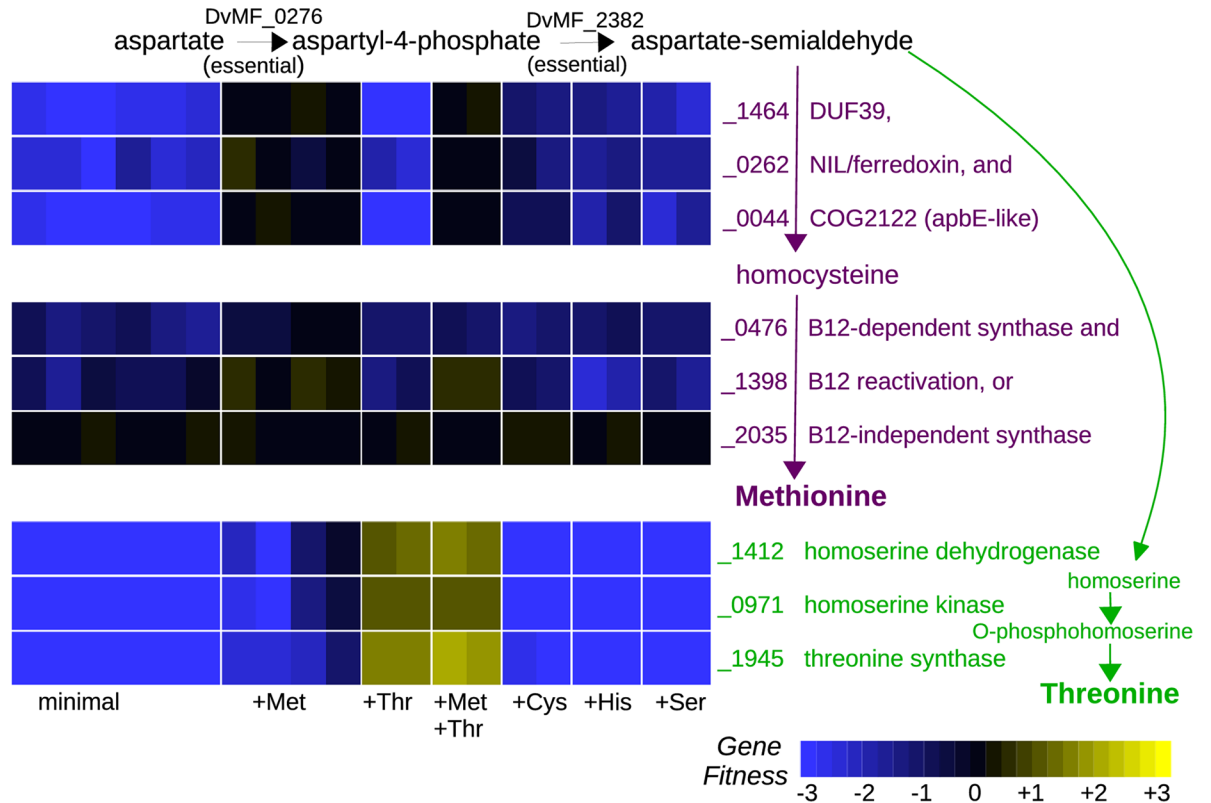 DvMF_0276 DvMF_2382
aspartate aspartyl-4-phosphate aspartate-semialdehyde
(essential) (essential)
_1464 DUF39,
_0262 NIL/ferredoxin, and
_0044 COG2122 (apbE-like)
homocysteine
_0476 B12-dependent synthase and
_1398 B12 reactivation, or
_2035 B12-independent synthase
Methionine
_1412 homoserine dehydrogenase
homoserine
_0971 homoserine kinase
O-phosphohomoserine
_1945 threonine synthase
Threonine
minimal +Met +Thr +Met +Cys +His +Ser
+Thr
Gene
Fitness
-3 -2 -1 0 +1 +2 +3